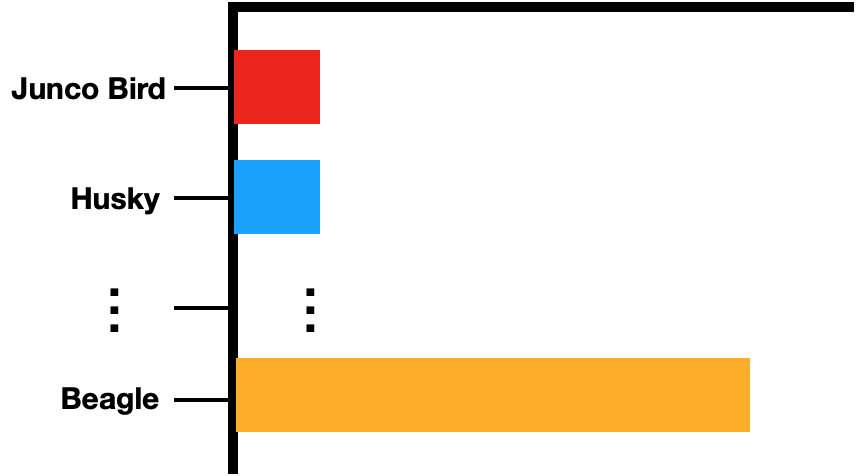 Junco Bird
Husky
⋮ ⋮
Beagle